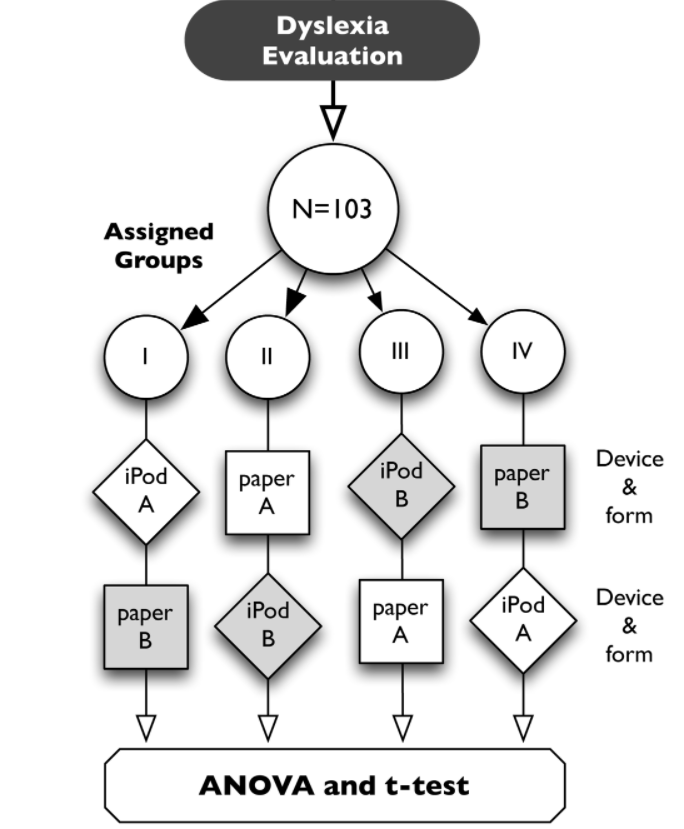 Dyslexia
Evaluation
N=103
Assigned
Groups
I
II
III
IV
iPod
A
paper
A
iPod
B
paper
B
Device
&
form
paper
B
iPod
B
paper
A
iPod
A
Device
&
form
ANOVA and t-test